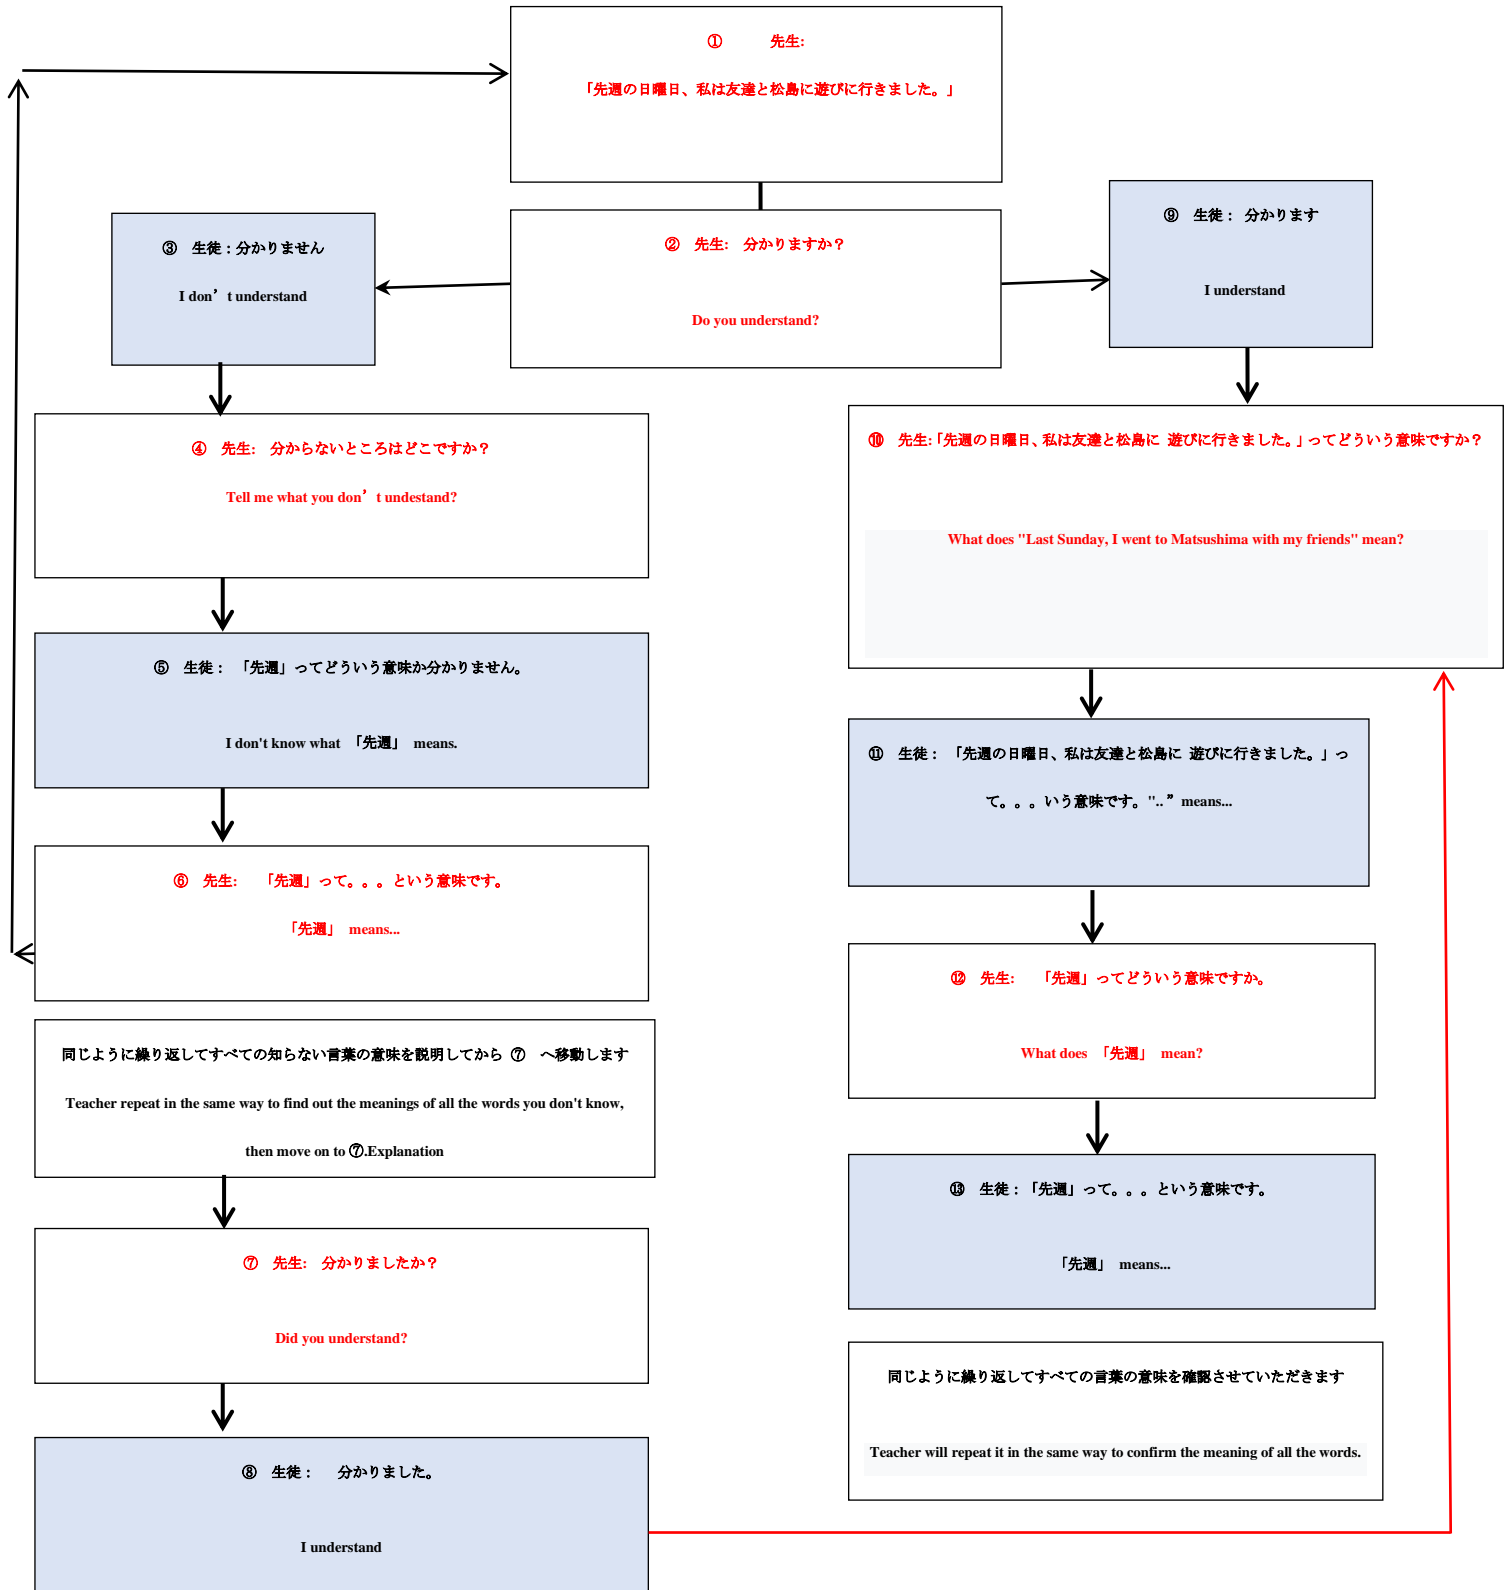 ① 先生:
「先週の日曜日、私は友達と松島に遊びに行きました。」
② 先生: 分かりますか？
Do you understand?
③ 生徒：分かりません
I don’t understand
④ 先生: 分からないところはどこですか？
Tell me what you don’t undestand?
⑤ 生徒： 「先週」ってどういう意味か分かりません。
I don't know what 「先週」 means.
⑥ 先生: 「先週」って。。。という意味です。
「先週」 means...
同じように繰り返してすべての知らない言葉の意味を説明してから ⑦ へ移動します
Teacher repeat in the same way to find out the meanings of all the words you don't know,
then move on to ⑦.Explanation
⑦ 先生: 分かりましたか？
Did you understand?
⑧ 生徒： 分かりました。
I understand
⑨ 生徒： 分かります
I understand
⑩ 先生:「先週の日曜日、私は友達と松島に 遊びに行きました。」ってどういう意味ですか？
What does "Last Sunday, I went to Matsushima with my friends" mean?
⑪ 生徒： 「先週の日曜日、私は友達と松島に 遊びに行きました。」っ
て。。。いう意味です。".. ” means...
⑫ 先生: 「先週」ってどういう意味ですか。
What does 「先週」 mean?
⑬ 生徒：「先週」って。。。という意味です。
「先週」 means...
同じように繰り返してすべての言葉の意味を確認させていただきます
Teacher will repeat it in the same way to confirm the meaning of all the words.